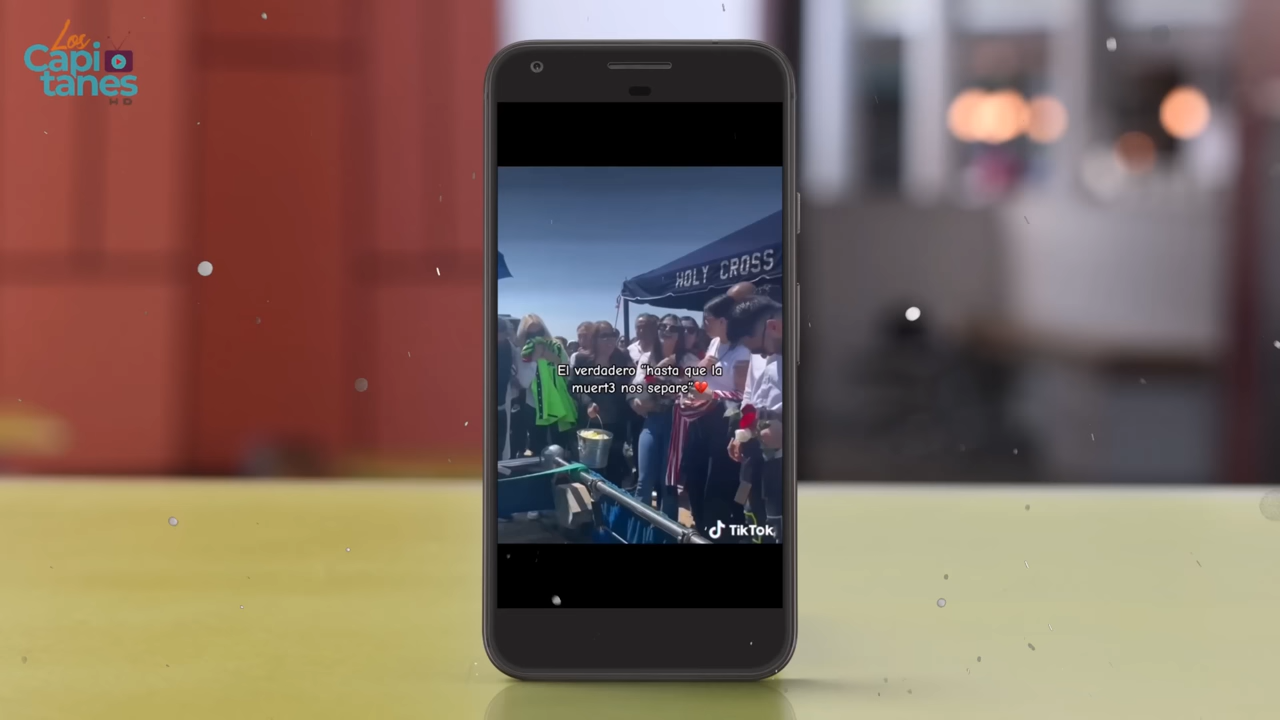 Los
Capi
tanes
HD
HOLY CROSS
El verdadero "hasta que la
muert3 nos separe"❤️
TikTok